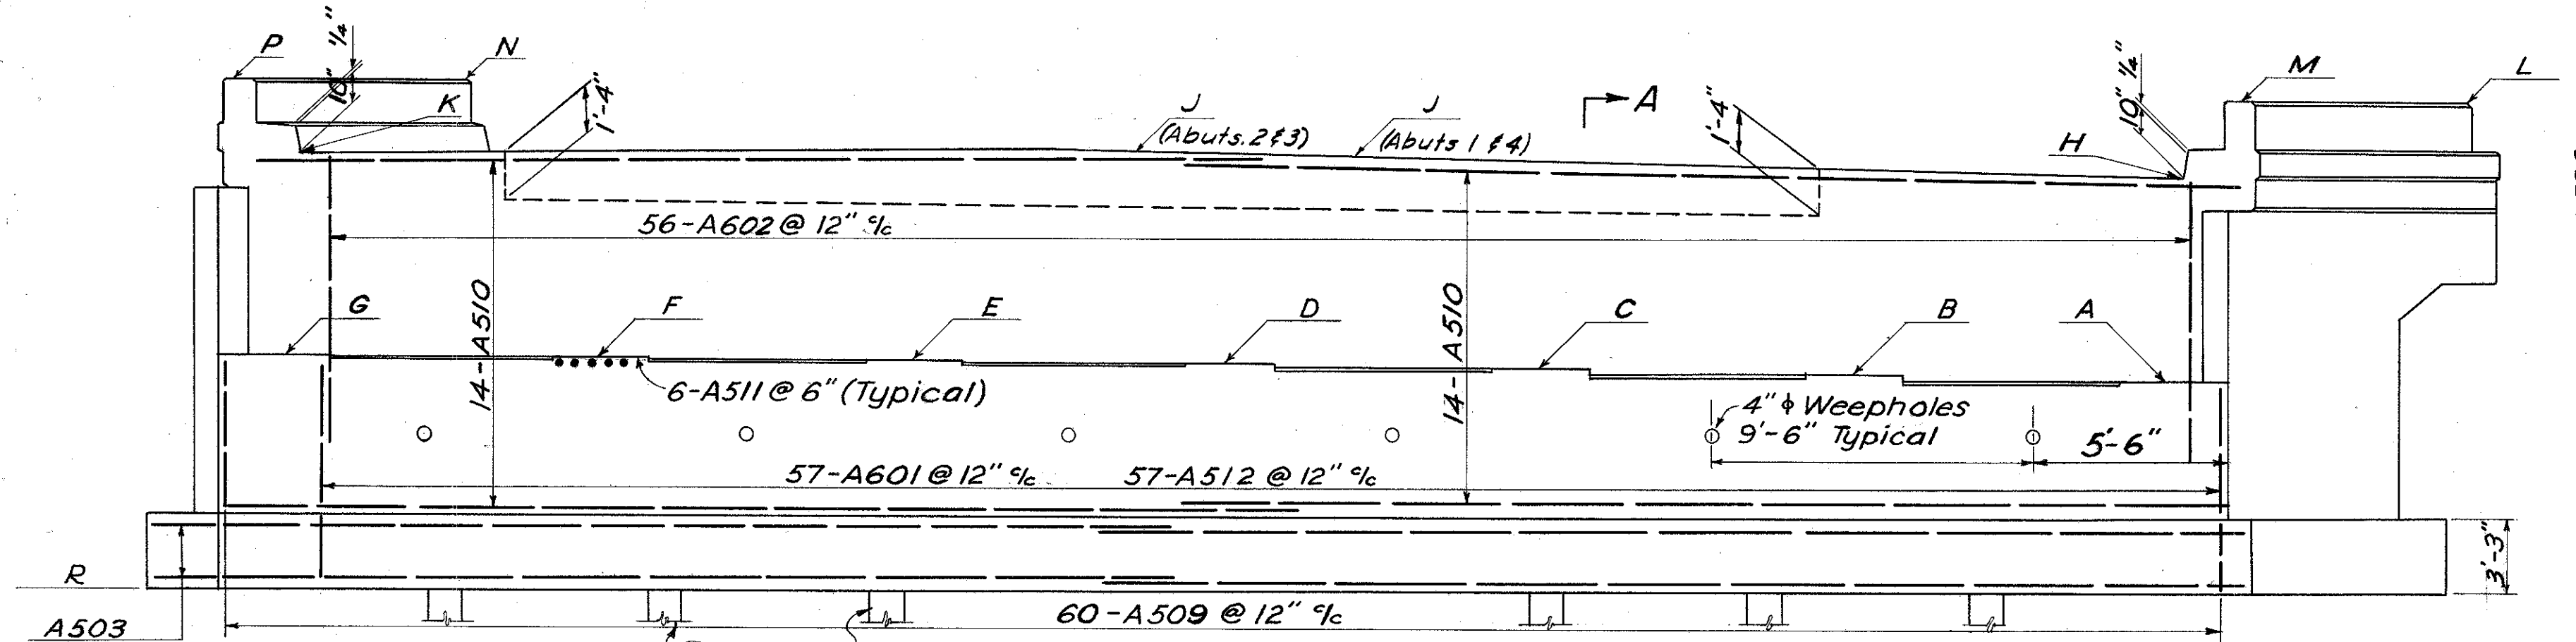 P
1/4"
10"
N
K
1'-4"
J
(Abuts. 2 & 3)
J
(Abuts 1 & 4)
A
1'-4"
1/4"
10"
H
M
L
56-A602 @ 12" c/c
G
14-A510
F
E
D
14-A510
C
B
A
6-A511 @ 6" (Typical)
4" ϕ Weepholes
9'-6" Typical
5'-6"
57-A601 @ 12" c/c
57-A512 @ 12" c/c
R
3'-3"
A503
60-A509 @ 12" c/c